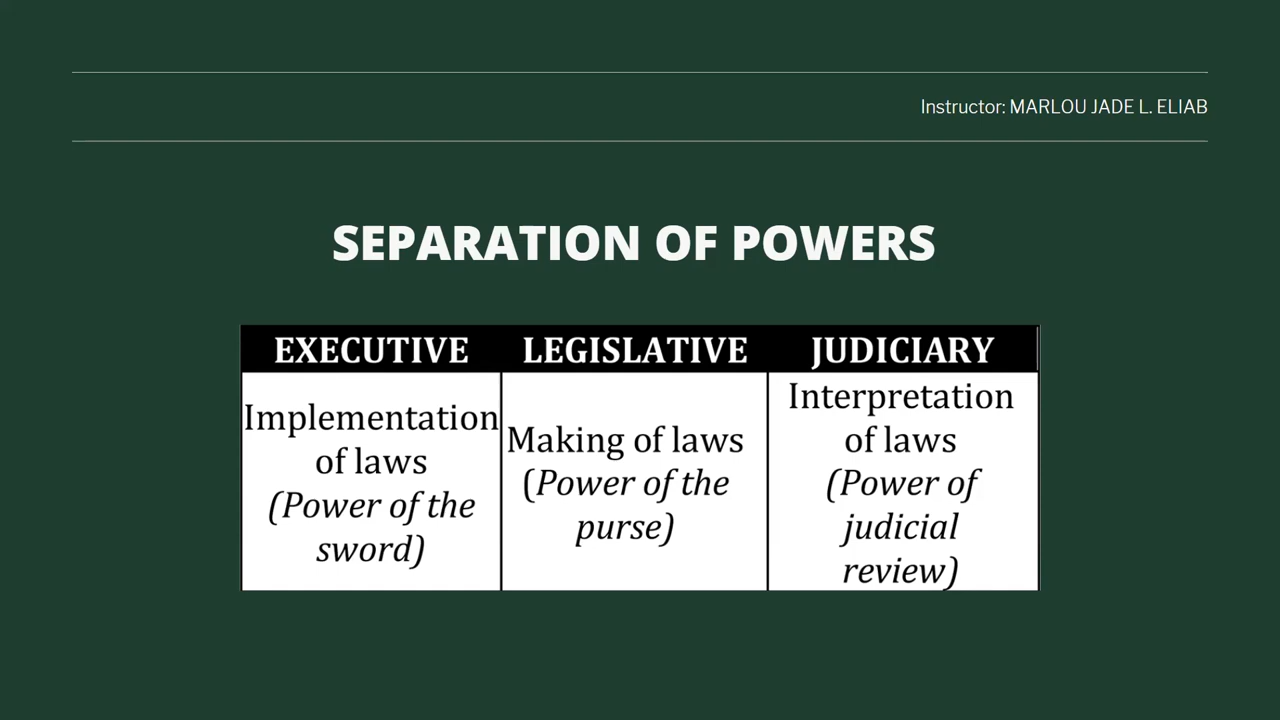 Instructor: MARLOU JADE L. ELIAB
SEPARATION OF POWERS
EXECUTIVE
LEGISLATIVE
JUDICIARY
Implementation
of laws
(Power of the
sword)
Making of laws
(Power of the
purse)
Interpretation
of laws
(Power of
judicial
review)